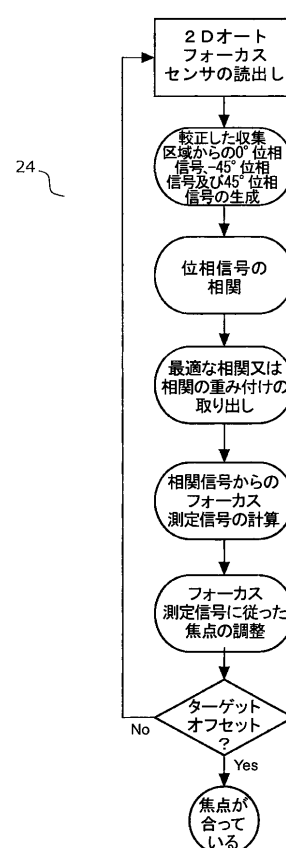 2Dオート
フォーカス
センサの読出し
較正した収集
区域からの0°位相
信号、-45°位相
信号及び45°位相
信号の生成
24
位相信号の
相関
最適な相関又は
相関の重み付けの
取り出し
相関信号からの
フォーカス
測定信号の計算
フォーカス
測定信号に従った
焦点の調整
ターゲット
オフセット
?
No
Yes
焦点が
合って
いる